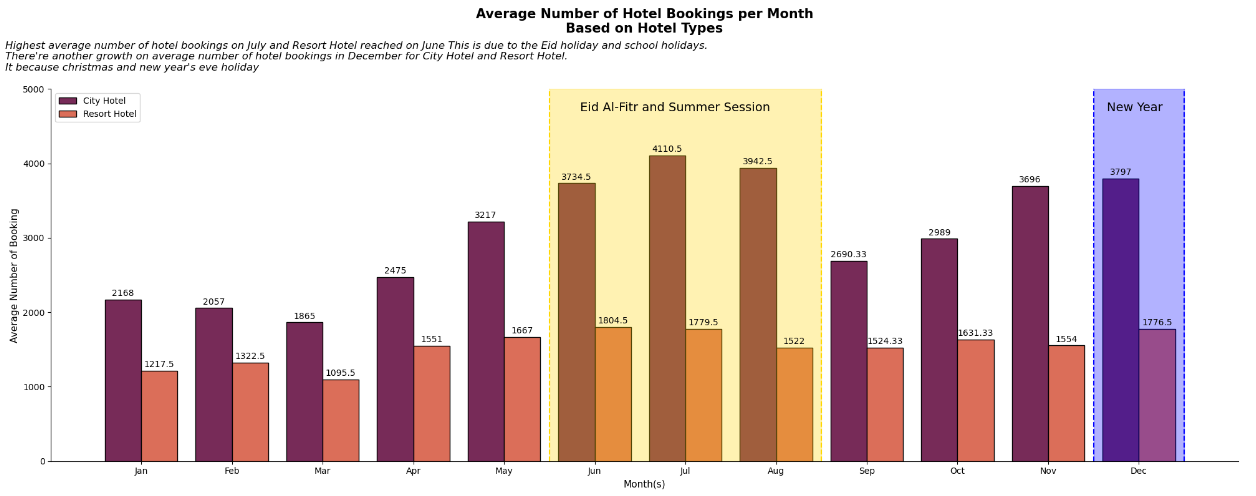 Average Number of Hotel Bookings per Month
Based on Hotel Types
Highest average number of hotel bookings on July and Resort Hotel reached on June This is due to the Eid holiday and school holidays.
There're another growth on average number of hotel bookings in December for City Hotel and Resort Hotel.
It because christmas and new year's eve holiday
City Hotel
Resort Hotel
Eid Al-Fitr and Summer Session
New Year
Average Number of Booking
5000
4000
3000
2000
1000
0
2168
1217.5
2057
1322.5
1865
1095.5
2475
1551
3217
1667
3734.5
1804.5
4110.5
1779.5
3942.5
1522
2690.33
1524.33
2989
1631.33
3696
1554
3797
1776.5
Jan Feb Mar Apr May Jun Jul Aug Sep Oct Nov Dec
Month(s)